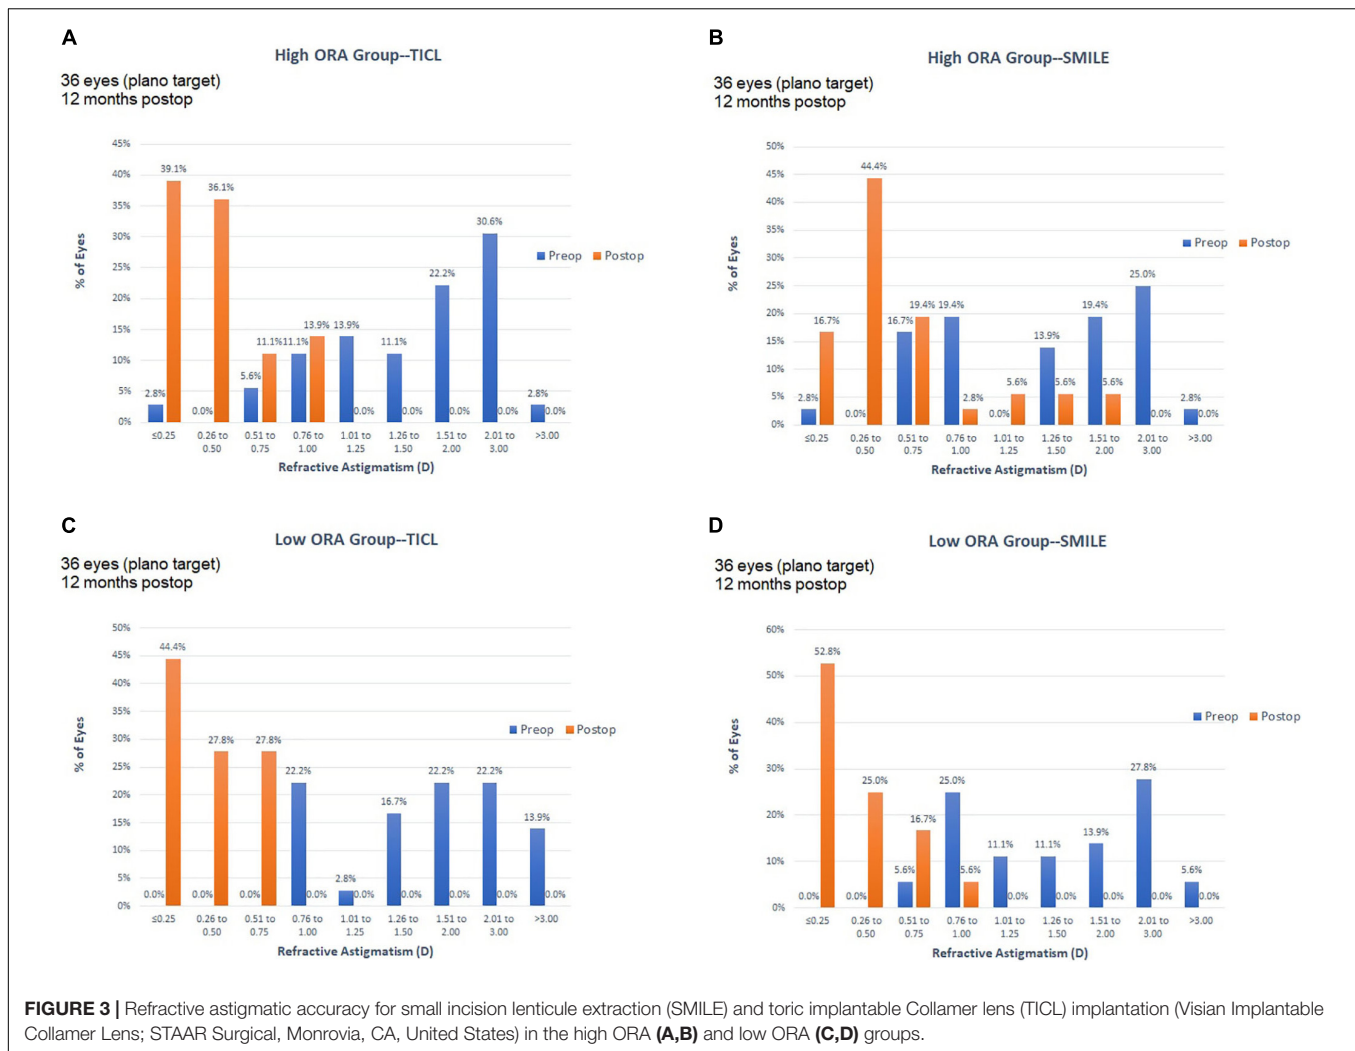 A
High ORA Group--TICL
36 eyes (plano target)
12 months postop
45%
40%
35%
30%
25%
20%
15%
10%
5%
0%
% of Eyes
2.8% 39.1%
0.0% 36.1%
5.6% 11.1%
11.1% 13.9%
13.9% 0.0%
11.1% 0.0%
22.2% 0.0%
30.6% 0.0%
2.8% 0.0%
Preop Postop
≤0.25 0.26 to 0.51 to 0.76 to 1.01 to 1.26 to 1.51 to 2.01 to >3.00
0.50 0.75 1.00 1.25 1.50 2.00 3.00
Refractive Astigmatism (D)
B
High ORA Group--SMILE
36 eyes (plano target)
12 months postop
50%
45%
40%
35%
30%
25%
20%
15%
10%
5%
0%
% of Eyes
2.8% 16.7%
0.0% 44.4%
16.7% 19.4%
19.4% 2.8%
0.0% 5.6%
13.9% 5.6%
19.4% 5.6%
25.0% 0.0%
2.8% 0.0%
Preop Postop
≤0.25 0.26 to 0.51 to 0.76 to 1.01 to 1.26 to 1.51 to 2.01 to >3.00
0.50 0.75 1.00 1.25 1.50 2.00 3.00
Refractive Astigmatism (D)
C
Low ORA Group--TICL
36 eyes (plano target)
12 months postop
50%
45%
40%
35%
30%
25%
20%
15%
10%
5%
0%
% of Eyes
0.0% 44.4%
0.0% 27.8%
0.0% 27.8%
22.2% 0.0%
2.8% 0.0%
16.7% 0.0%
22.2% 0.0%
22.2% 0.0%
13.9% 0.0%
Preop Postop
≤0.25 0.26 to 0.51 to 0.76 to 1.01 to 1.26 to 1.51 to 2.01 to >3.00
0.50 0.75 1.00 1.25 1.50 2.00 3.00
Refractive Astigmatism (D)
D
Low ORA Group--SMILE
36 eyes (plano target)
12 months postop
60%
50%
40%
30%
20%
10%
0%
% of Eyes
0.0% 52.8%
0.0% 25.0%
5.6% 16.7%
25.0% 5.6%
11.1% 0.0%
11.1% 0.0%
13.9% 0.0%
27.8% 0.0%
5.6% 0.0%
Preop Postop
≤0.25 0.26 to 0.51 to 0.76 to 1.01 to 1.26 to 1.51 to 2.01 to >3.00
0.50 0.75 1.00 1.25 1.50 2.00 3.00
Refractive Astigmatism (D)
FIGURE 3 | Refractive astigmatic accuracy for small incision lenticule extraction (SMILE) and toric implantable Collamer lens (TICL) implantation (Visian Implantable
Collamer Lens; STAAR Surgical, Monrovia, CA, United States) in the high ORA (A,B) and low ORA (C,D) groups.